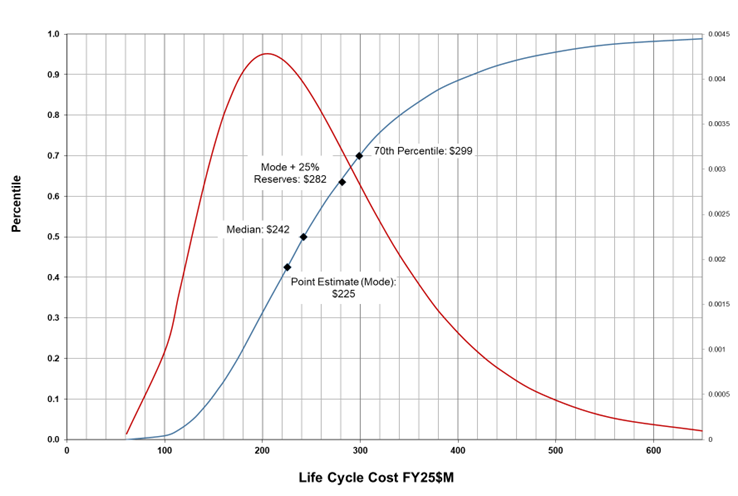 1.0
0.9
0.8
0.7
0.6
0.5
0.4
0.3
0.2
0.1
0.0
Percentile
0.0045
0.004
0.0035
0.003
0.0025
0.002
0.0015
0.001
0.0005
0
70th Percentile: $299
Mode + 25%
Reserves: $282
Median: $242
Point Estimate (Mode):
$225
0 100 200 300 400 500 600
Life Cycle Cost FY25$M